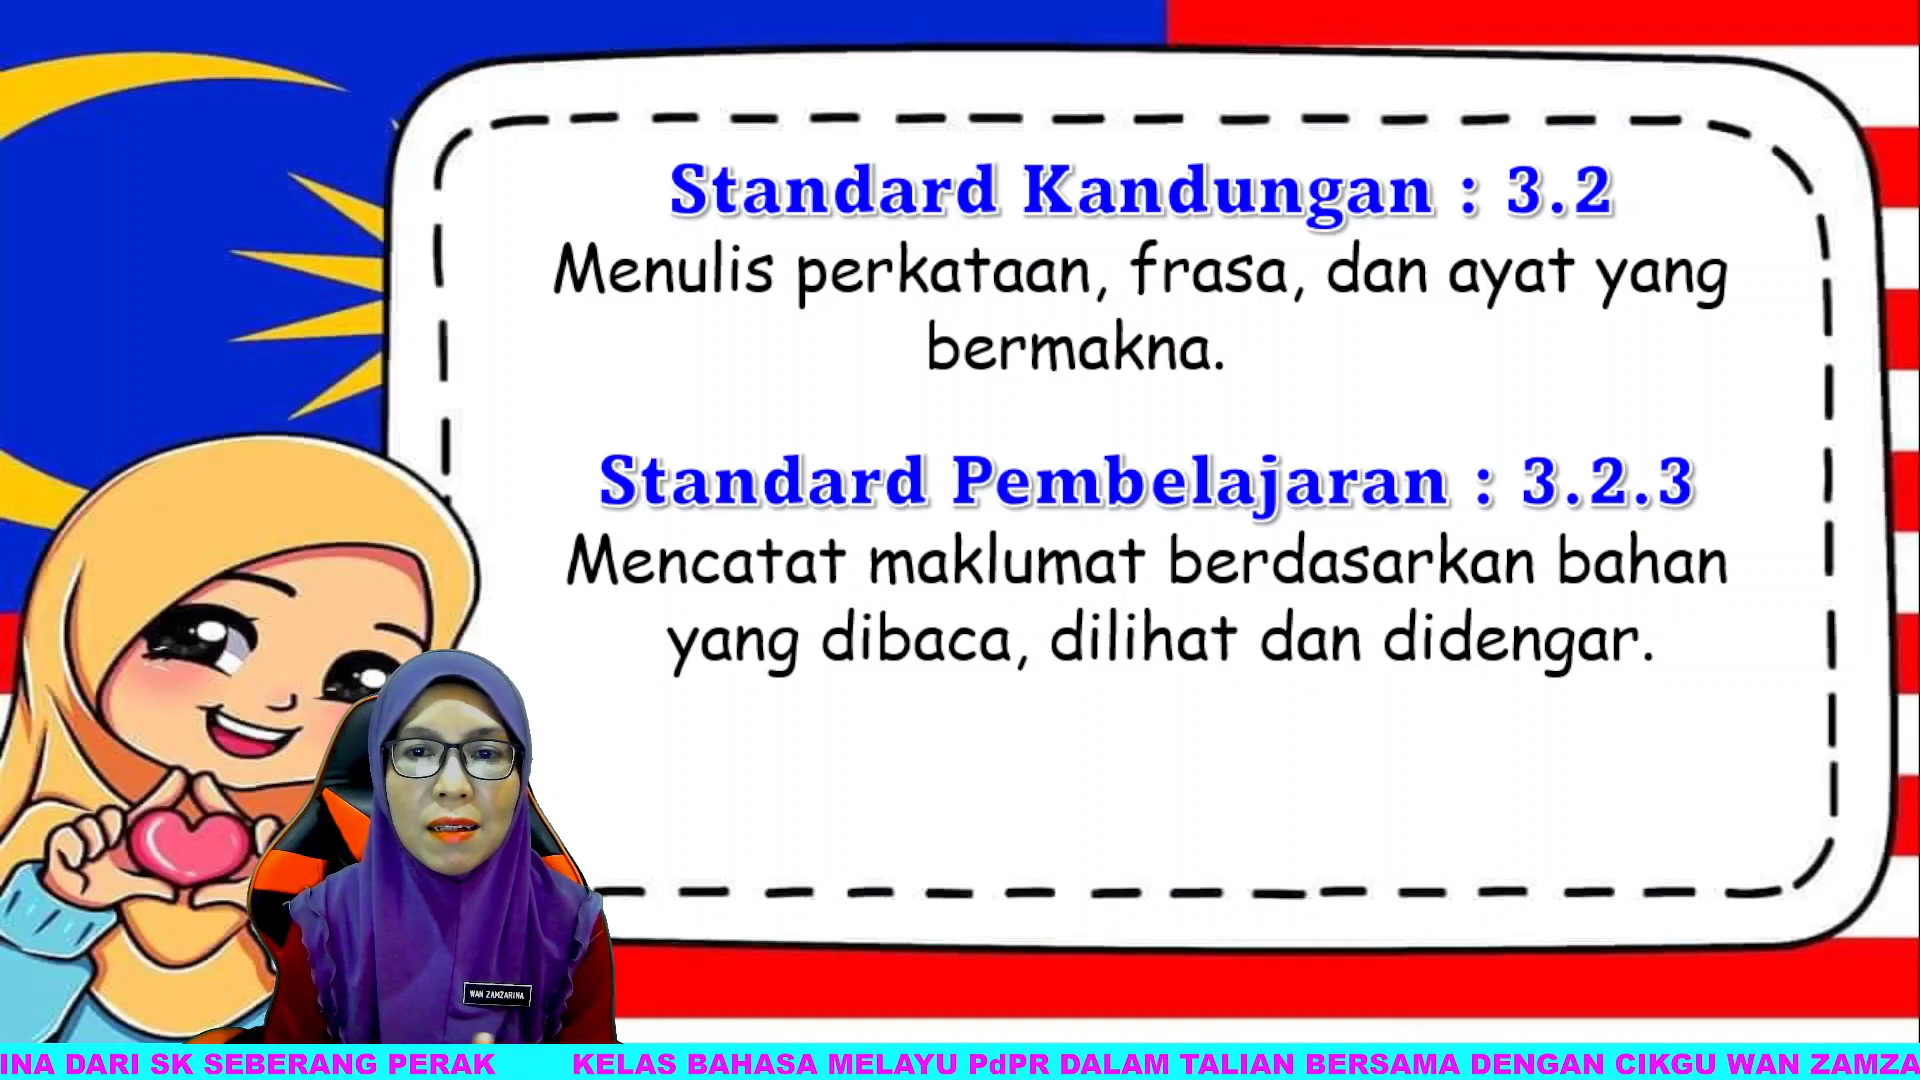 Standard Kandungan : 3.2
Menulis perkataan, frasa, dan ayat yang
bermakna.
Standard Pembelajaran : 3.2.3
Mencatat maklumat berdasarkan bahan
yang dibaca, dilihat dan didengar.
WAN ZAMZARINA
INA DARI SK SEBERANG PERAK KELAS BAHASA MELAYU PdPR DALAM TALIAN BERSAMA DENGAN CIKGU WAN ZAMZA